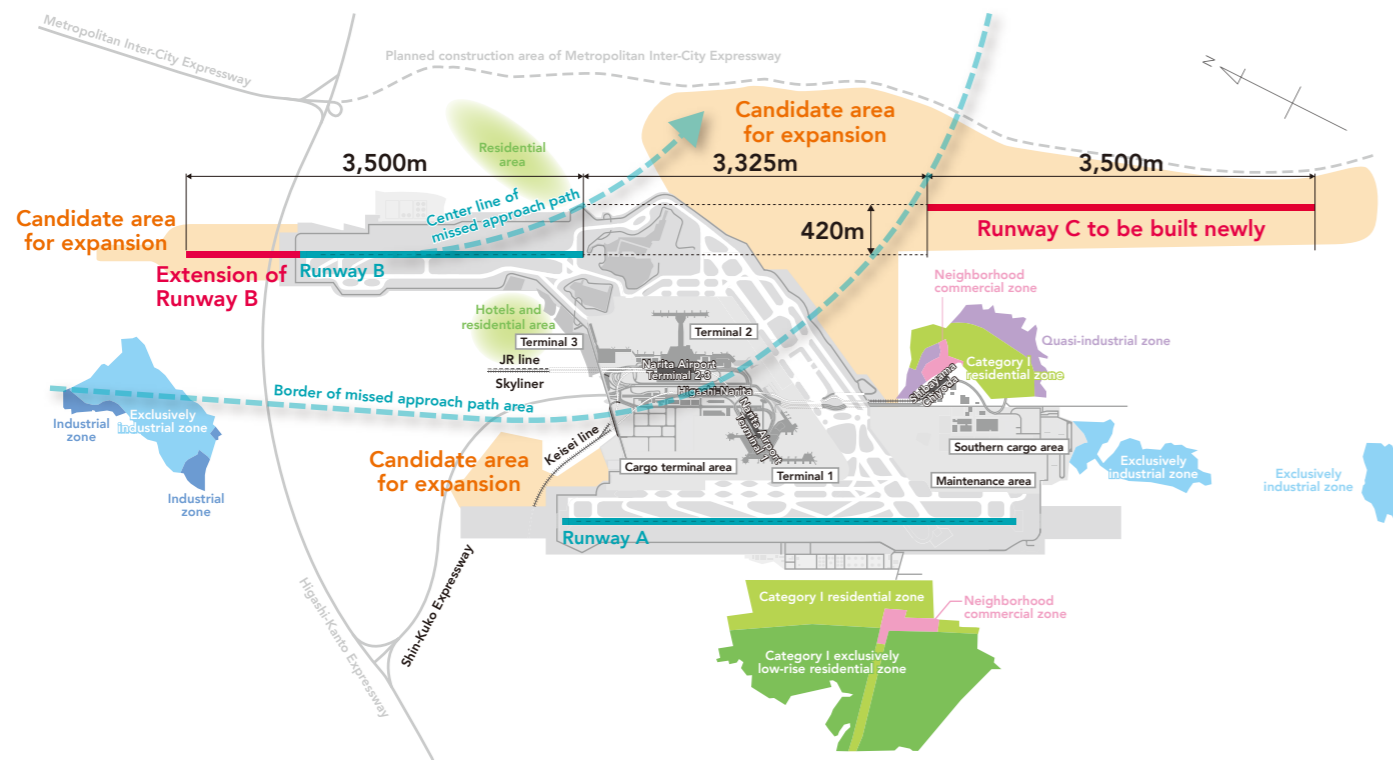 Metropolitan Inter-City Expressway
Planned construction area of Metropolitan Inter-City Expressway
N
Candidate area
for expansion
Residential
area
3,500m
3,325m
3,500m
Center line of
missed approach path
Candidate area
for expansion
420m
Runway C to be built newly
Extension of
Runway B
Runway B
Neighborhood
commercial zone
Hotels and
residential area
Terminal 3
Terminal 2
Quasi-industrial zone
JR line
Skyliner
Narita Airport
Terminal 2·3
Category I
residential zone
Shibayama
Chiyoda
Higashi-Narita
Border of missed approach path area
Narita Airport
Terminal 1
Exclusively
industrial zone
Industrial
zone
Industrial
zone
Keisei line
Candidate area
for expansion
Cargo terminal area
Terminal 1
Southern cargo area
Maintenance area
Exclusively
industrial zone
Exclusively
industrial zone
Runway A
Shin-Kuko Expressway
Higashi-Kanto Expressway
Category I residential zone
Neighborhood
commercial zone
Category I exclusively
low-rise residential zone